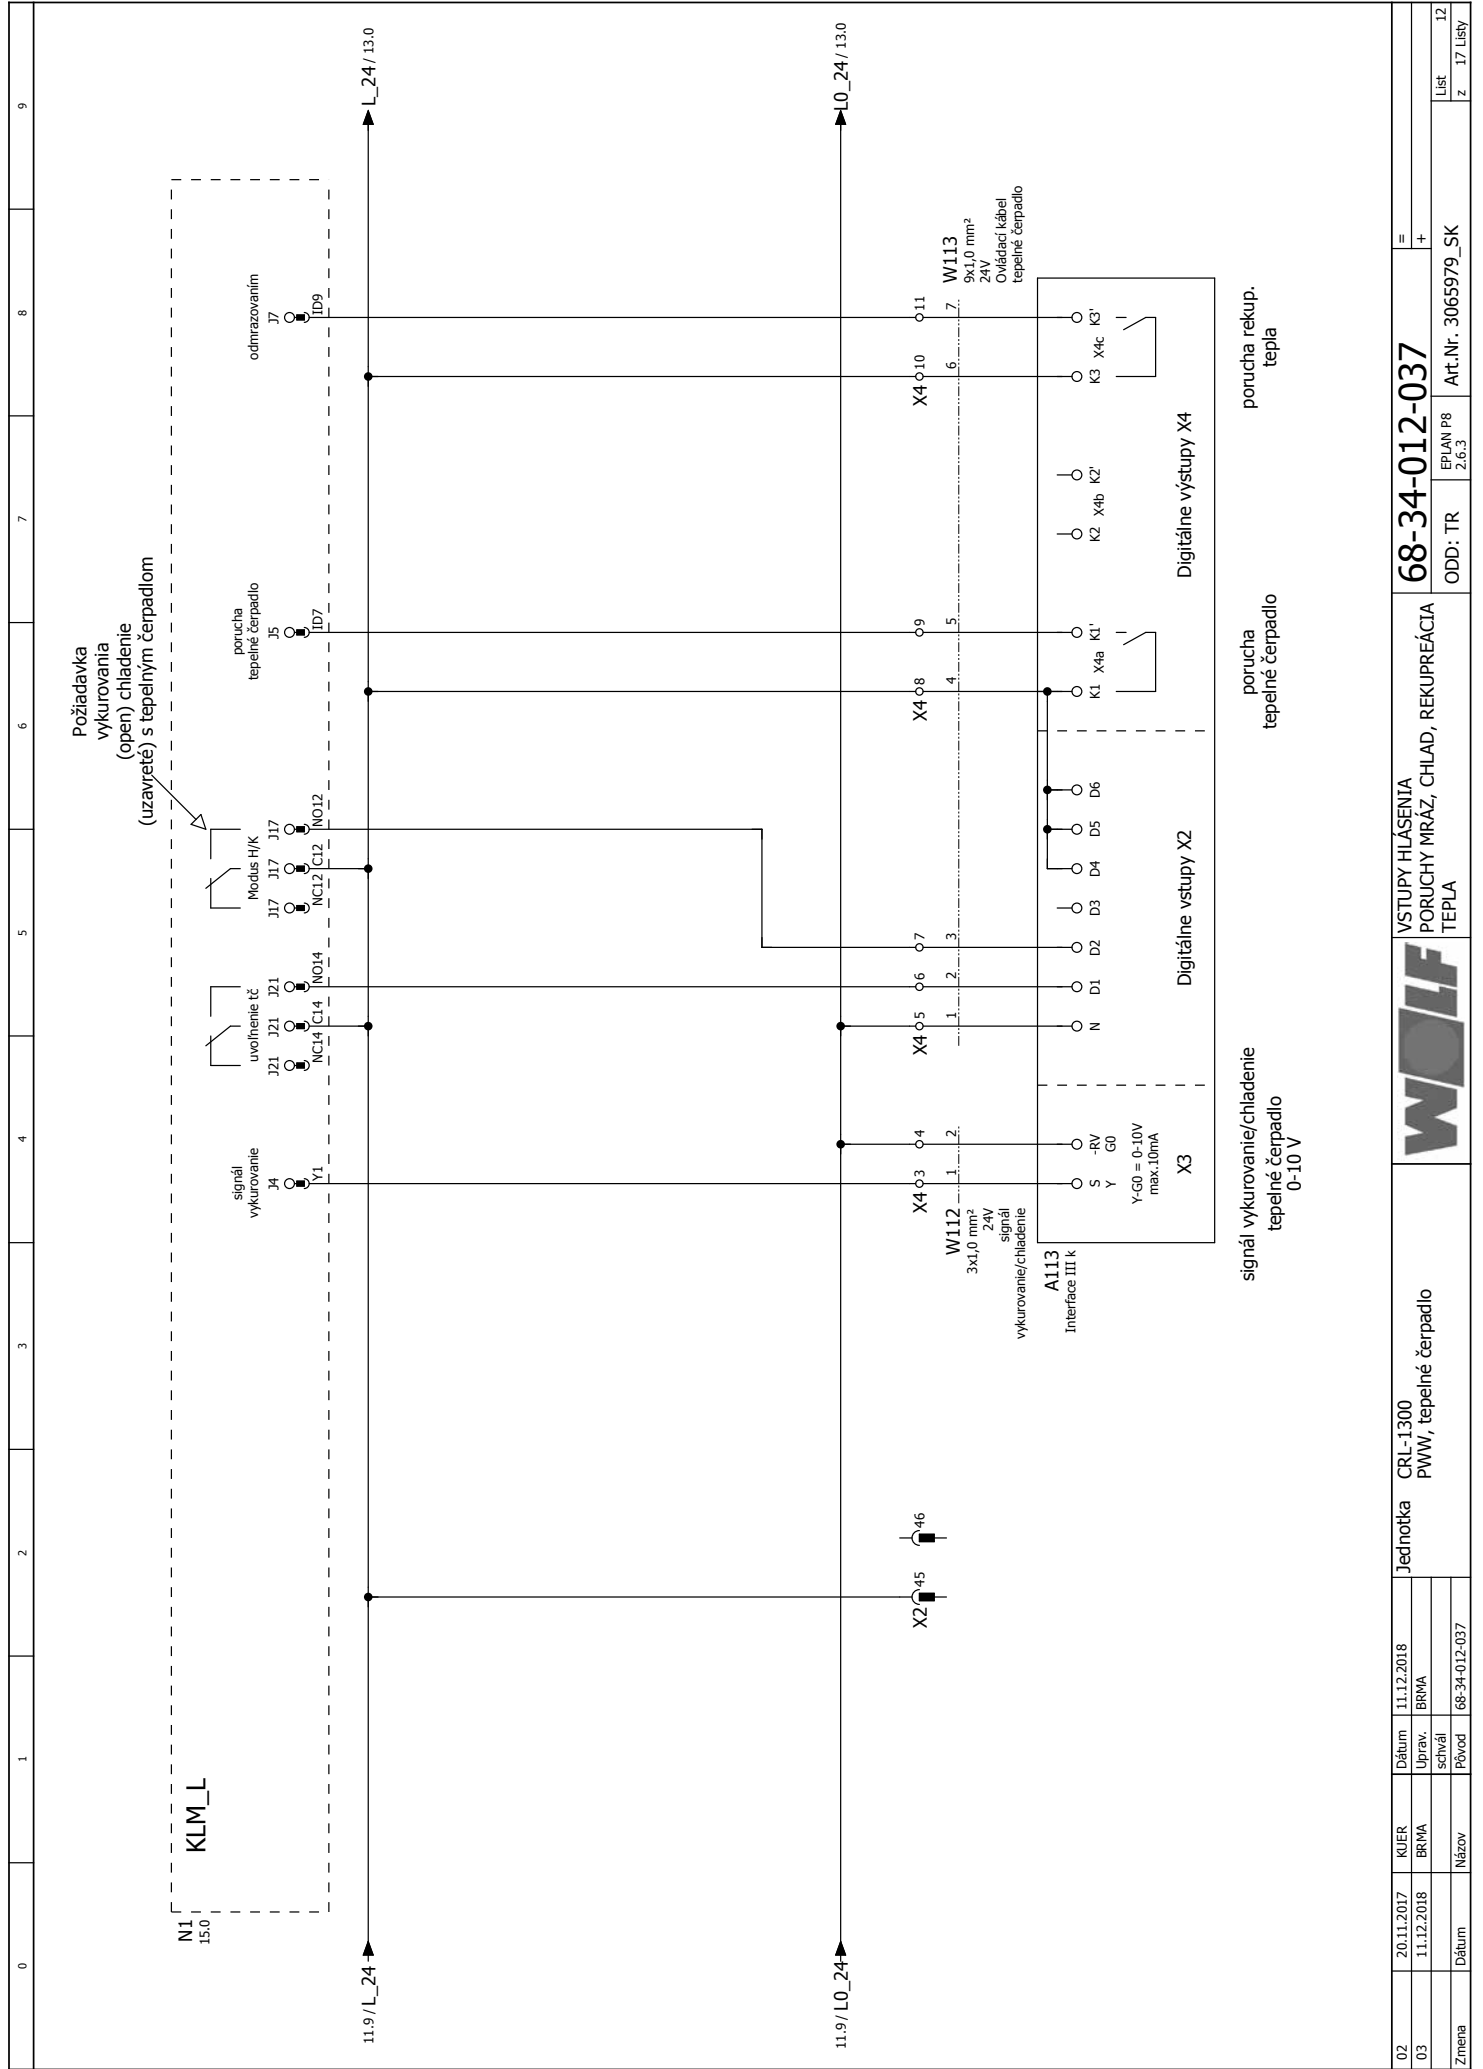 0 1 2 3 4 5 6 7 8 9
Požiadavka
vykurovania
(open) chladenie
(uzavreté) s tepelným čerpadlom
N1
15.0
KLM_L
signál
vykurovanie
uvoľnenie tč
Modus H/K
porucha
tepelné čerpadlo
odmrazovaním
J4 J21 J21 J21 J17 J17 J17 J5 J7
Y1 NC14 C14 NO14 NC12 C12 NO12 ID7 ID9
11.9 / L_24
L_24 / 13.0
11.9 / L0_24
L0_24 / 13.0
X2 45 46
X4 3 4 X4 5 6 7 X4 8 9 X4 10 11
1 2 1 2 3 4 5 6 7
W112
3x1,0 mm²
24V
signál
vykurovanie/chladenie
W113
9x1,0 mm²
24V
Ovládací kábel
tepelné čerpadlo
A113
Interface III k
S -RV N D1 D2 D3 D4 D5 D6 K1 K1' K2 K2' K3 K3'
Y G0
X4a X4b X4c
Y-G0 = 0-10V
max.10mA
X3
Digitálne vstupy X2
Digitálne výstupy X4
signál vykurovanie/chladenie
tepelné čerpadlo
0-10 V
porucha
tepelné čerpadlo
porucha rekup.
tepla
02 20.11.2017 KUER Dátum 11.12.2018
03 11.12.2018 BRMA Uprav. BRMA
schvál
Zmena Dátum Názov Pôvod 68-34-012-037
Jednotka CRL-1300
PWW, tepelné čerpadlo
WOLF
VSTUPY HLÁSENIA
PORUCHY MRÁZ, CHLAD, REKUPREÁCIA
TEPLA
68-34-012-037
=
+
ODD: TR
EPLAN P8
2.6.3
Art.Nr. 3065979_SK
List 12
z 17 Listy